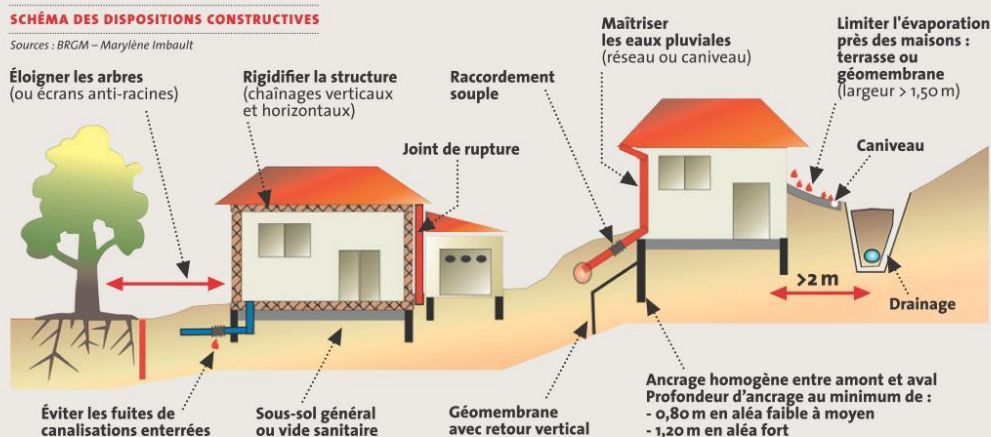 SCHÉMA DES DISPOSITIONS CONSTRUCTIVES
Sources : BRGM – Marylène Imbault
Éloigner les arbres
(ou écrans anti-racines)
Rigidifier la structure
(chaînages verticaux
et horizontaux)
Raccordement
souple
Joint de rupture
Maîtriser
les eaux pluviales
(réseau ou caniveau)
Limiter l'évaporation
près des maisons :
terrasse ou
géomembrane
(largeur > 1,50 m)
Caniveau
>2 m
Drainage
Éviter les fuites de
canalisations enterrées
Sous-sol général
ou vide sanitaire
Géomembrane
avec retour vertical
Ancrage homogène entre amont et aval
Profondeur d'ancrage au minimum de :
- 0,80 m en aléa faible à moyen
- 1,20 m en aléa fort